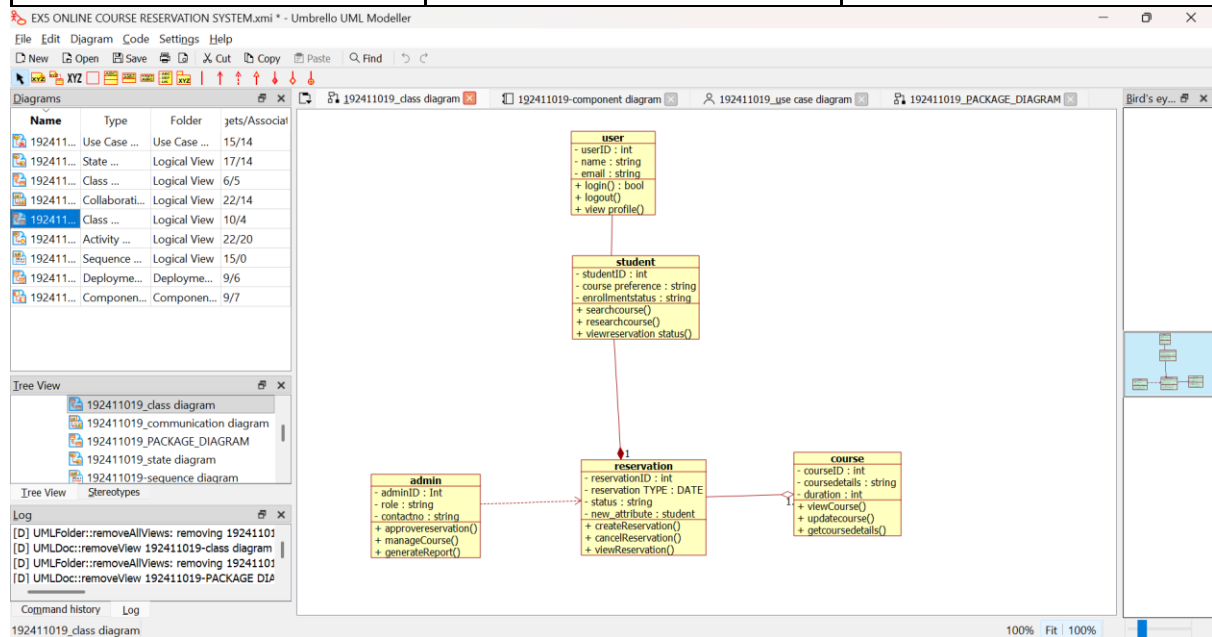 EX5 ONLINE COURSE RESERVATION SYSTEM.xmi * - Umbrello UML Modeller
File Edit Diagram Code Settings Help
New Open Save Cut Copy Paste Find
XYZ
Diagrams
Name Type Folder gets/Associat
192411... Use Case ... Use Case ... 15/14
192411... State ... Logical View 17/14
192411... Class ... Logical View 6/5
192411... Collaborati... Logical View 22/14
192411... Class ... Logical View 10/4
192411... Activity ... Logical View 22/20
192411... Sequence ... Logical View 15/0
192411... Deployme... Deployme... 9/6
192411... Componen... Componen... 9/7
Tree View
192411019_class diagram
192411019_communication diagram
192411019_PACKAGE_DIAGRAM
192411019_state diagram
192411019-sequence diagram
Tree View Stereotypes
Log
[D] UMLFolder::removeAllViews: removing 19241101
[D] UMLDoc::removeView 192411019-class diagram
[D] UMLFolder::removeAllViews: removing 19241101
[D] UMLDoc::removeView 192411019-PACKAGE DIA
Command history Log
192411019_class diagram
192411019_class diagram 192411019-component diagram 192411019_use case diagram 192411019_PACKAGE_DIAGRAM
user
- userID : int
- name : string
- email : string
+ login() : bool
+ logout()
+ view profile()
student
- studentID : int
- course preference : string
- enrollmentstatus : string
+ searchcourse()
+ researchcourse()
+ viewreservation status()
1
admin
- adminID : Int
- role : string
- contactno : string
+ approvereservation()
+ manageCourse()
+ generateReport()
reservation
- reservationID : int
- reservation TYPE : DATE
- status : string
- new_attribute : student
+ createReservation()
+ cancelReservation()
+ viewReservation()
1
course
- courseID : int
- coursedetails : string
- duration : int
+ viewCourse()
+ updatecourse()
+ getcoursedetails()
Bird's ey...
100% Fit 100%